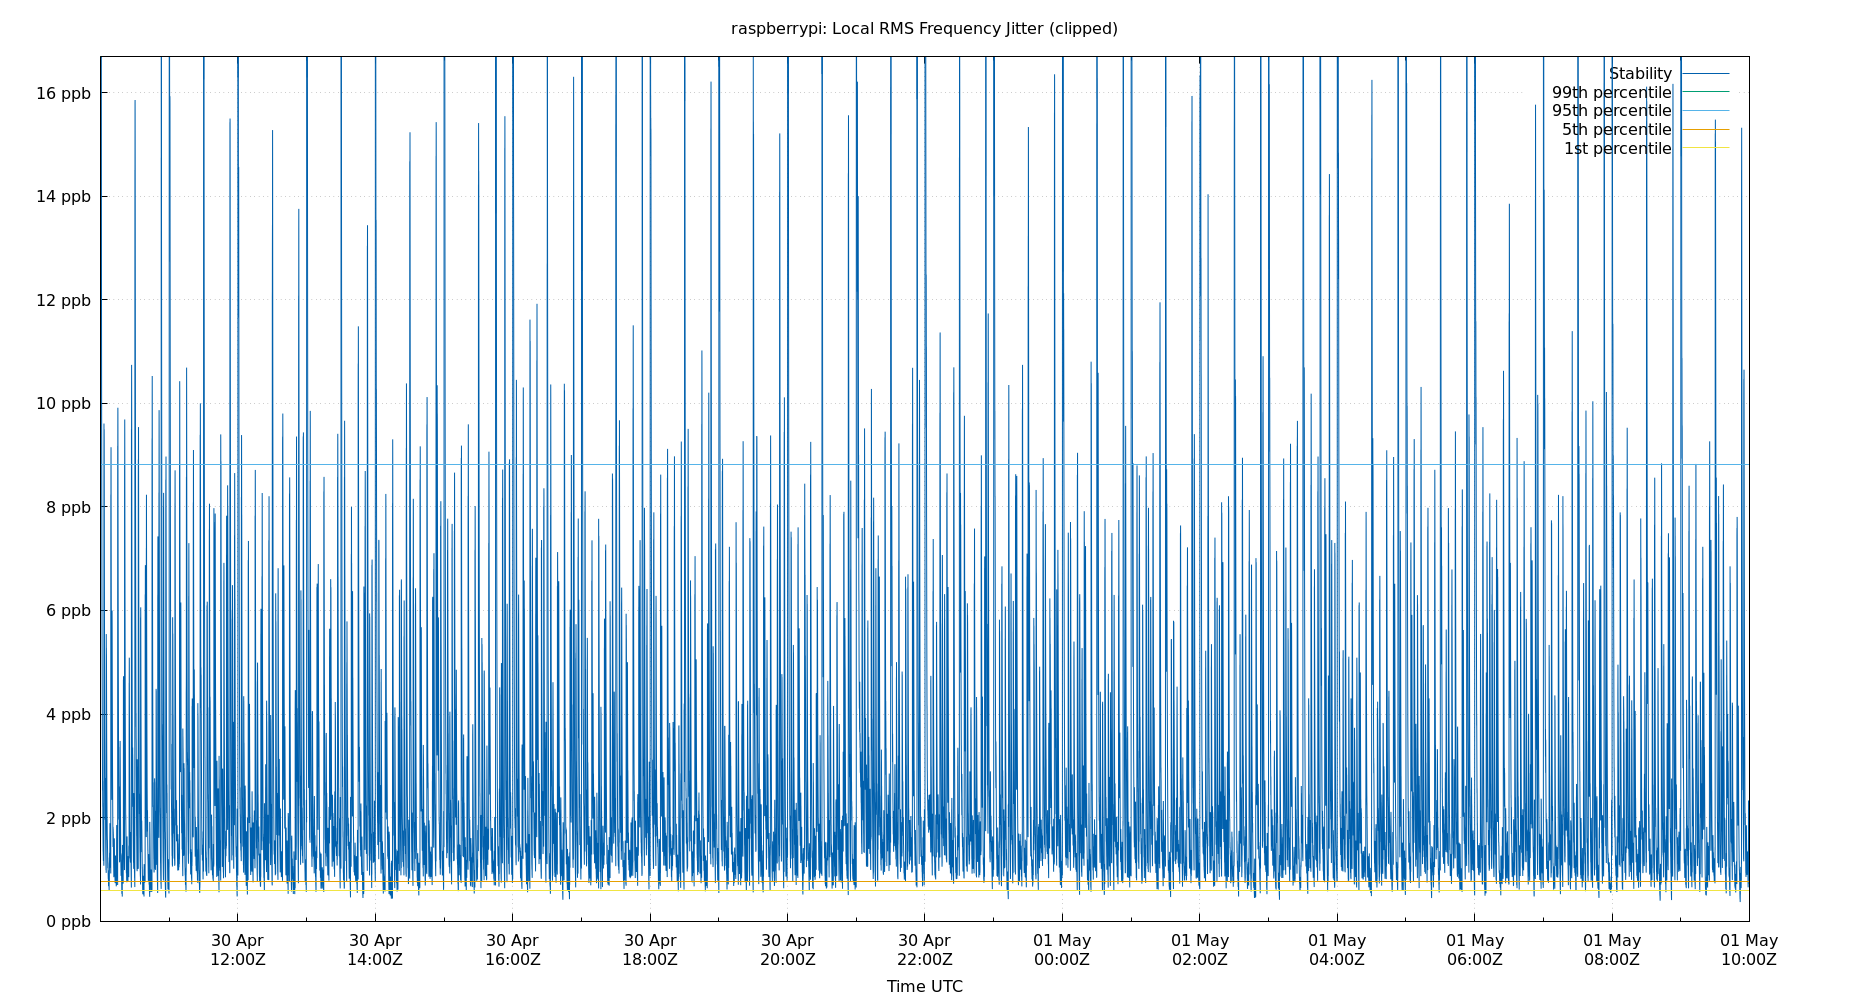 raspberrypi: Local RMS Frequency Jitter (clipped)
Stability
99th percentile
95th percentile
5th percentile
1st percentile
16 ppb
14 ppb
12 ppb
10 ppb
8 ppb
6 ppb
4 ppb
2 ppb
0 ppb
30 Apr 30 Apr 30 Apr 30 Apr 30 Apr 30 Apr 01 May 01 May 01 May 01 May 01 May 01 May
12:00Z 14:00Z 16:00Z 18:00Z 20:00Z 22:00Z 00:00Z 02:00Z 04:00Z 06:00Z 08:00Z 10:00Z
Time UTC